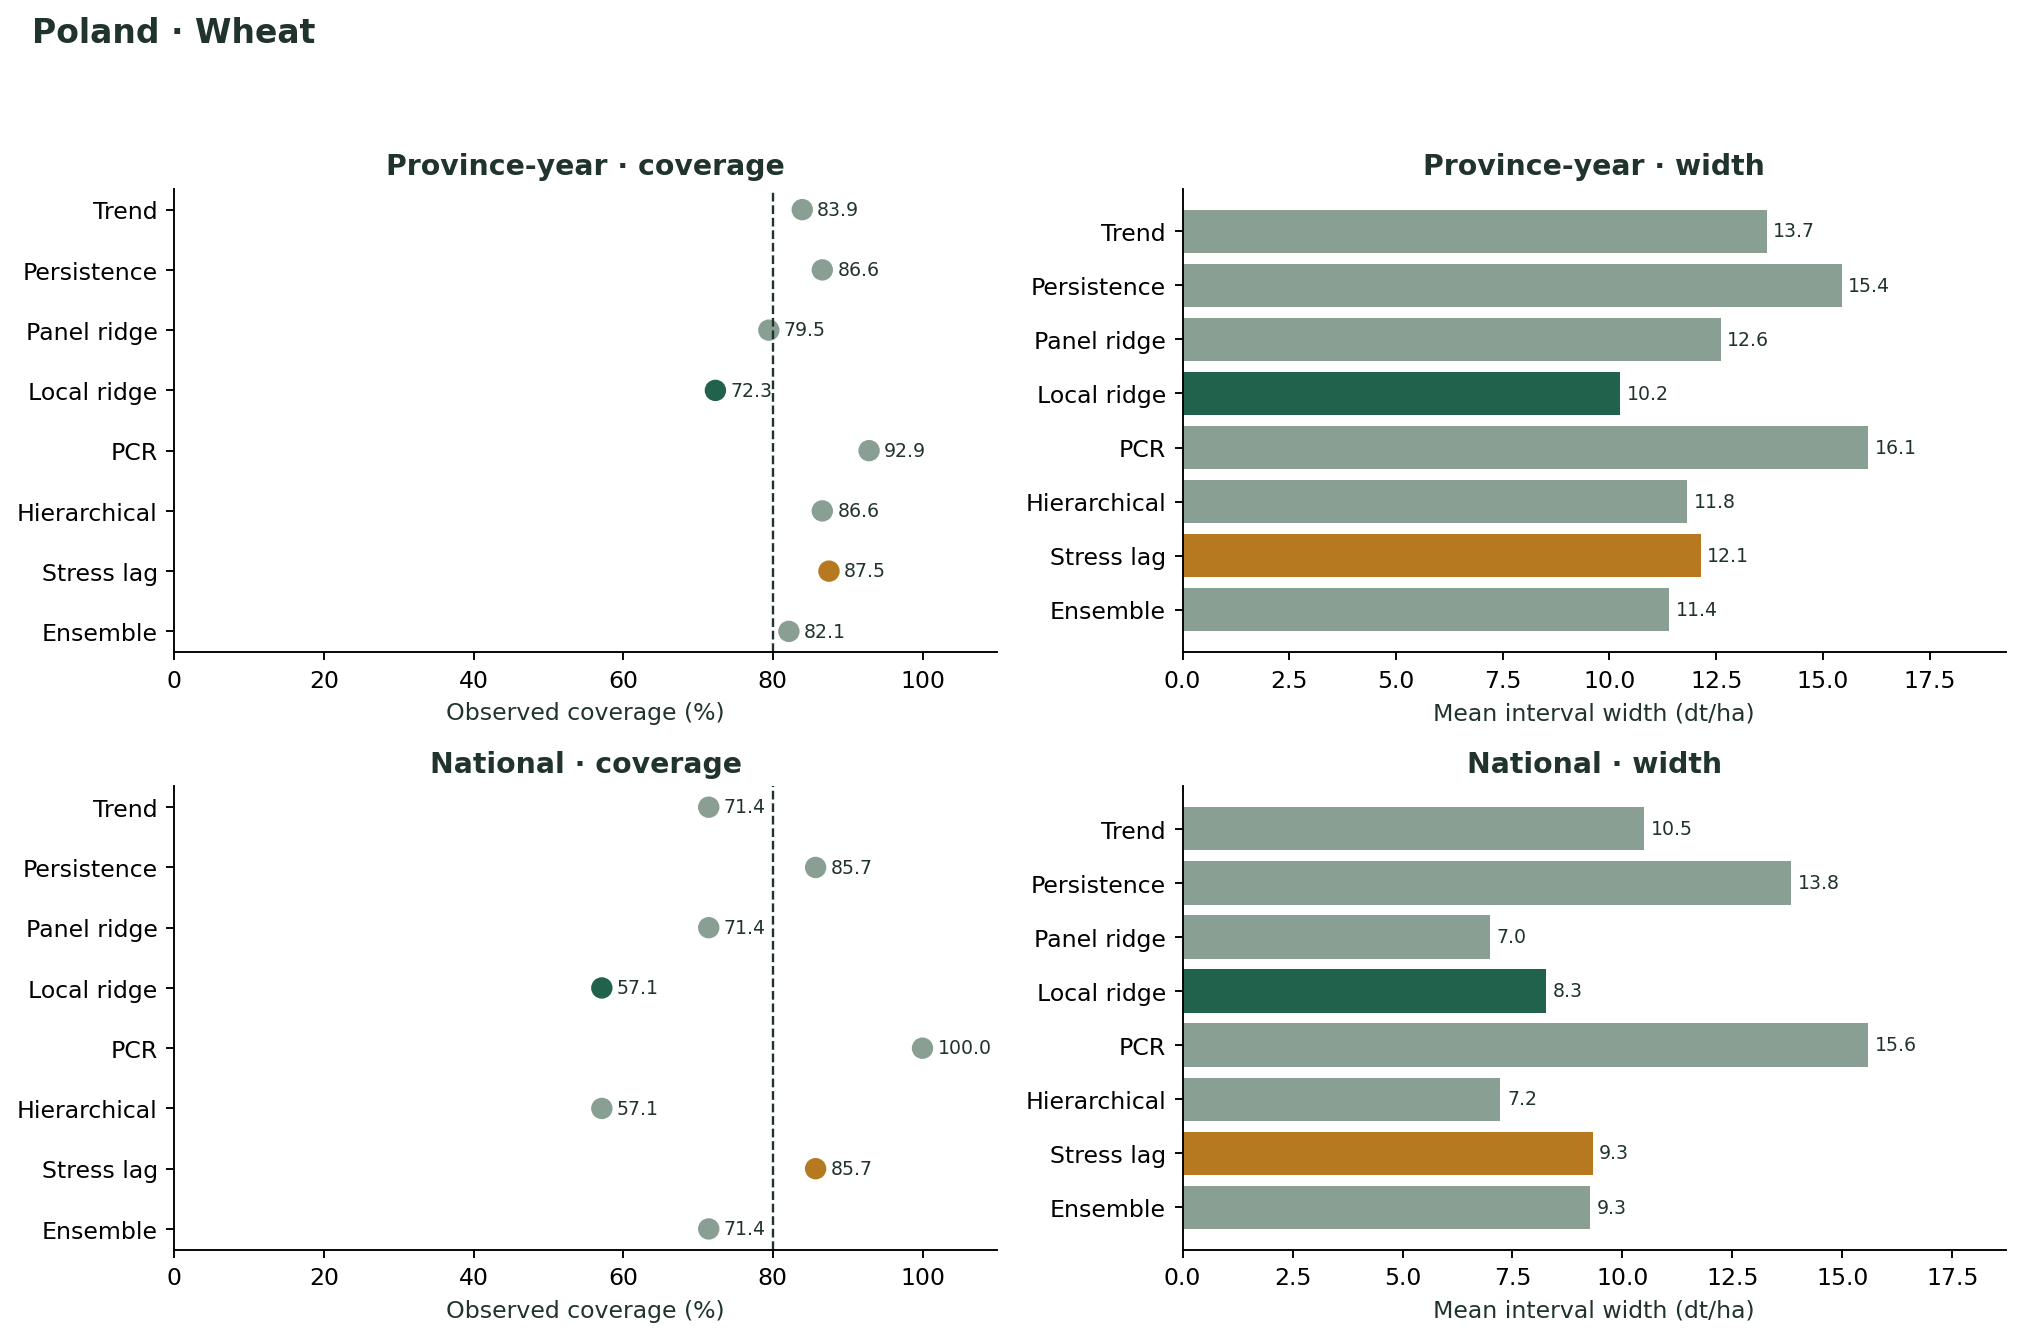 Poland · Wheat
Province-year · coverage
Trend 83.9
Persistence 86.6
Panel ridge 79.5
Local ridge 72.3
PCR 92.9
Hierarchical 86.6
Stress lag 87.5
Ensemble 82.1
0 20 40 60 80 100
Observed coverage (%)
Province-year · width
Trend 13.7
Persistence 15.4
Panel ridge 12.6
Local ridge 10.2
PCR 16.1
Hierarchical 11.8
Stress lag 12.1
Ensemble 11.4
0.0 2.5 5.0 7.5 10.0 12.5 15.0 17.5
Mean interval width (dt/ha)
National · coverage
Trend 71.4
Persistence 85.7
Panel ridge 71.4
Local ridge 57.1
PCR 100.0
Hierarchical 57.1
Stress lag 85.7
Ensemble 71.4
0 20 40 60 80 100
Observed coverage (%)
National · width
Trend 10.5
Persistence 13.8
Panel ridge 7.0
Local ridge 8.3
PCR 15.6
Hierarchical 7.2
Stress lag 9.3
Ensemble 9.3
0.0 2.5 5.0 7.5 10.0 12.5 15.0 17.5
Mean interval width (dt/ha)